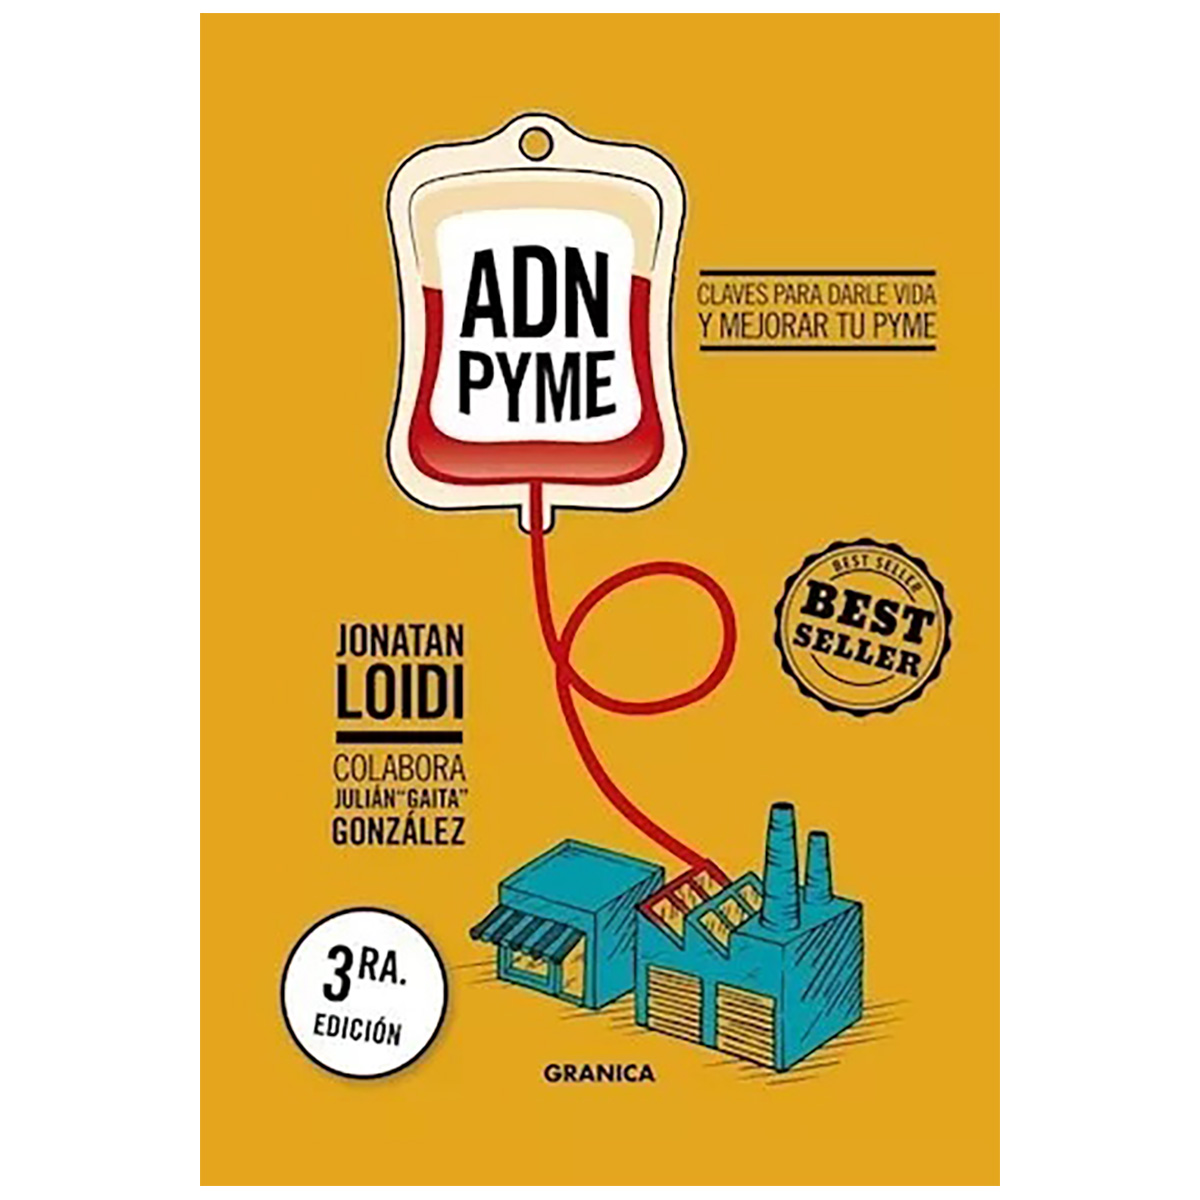 ADN
PYME
CLAVES PARA DARLE VIDA
Y MEJORAR TU PYME
BEST SELLER
BEST
SELLER
JONATAN
LOIDI
COLABORA
JULIÁN "GAITA"
GONZÁLEZ
3RA.
EDICIÓN
GRANICA